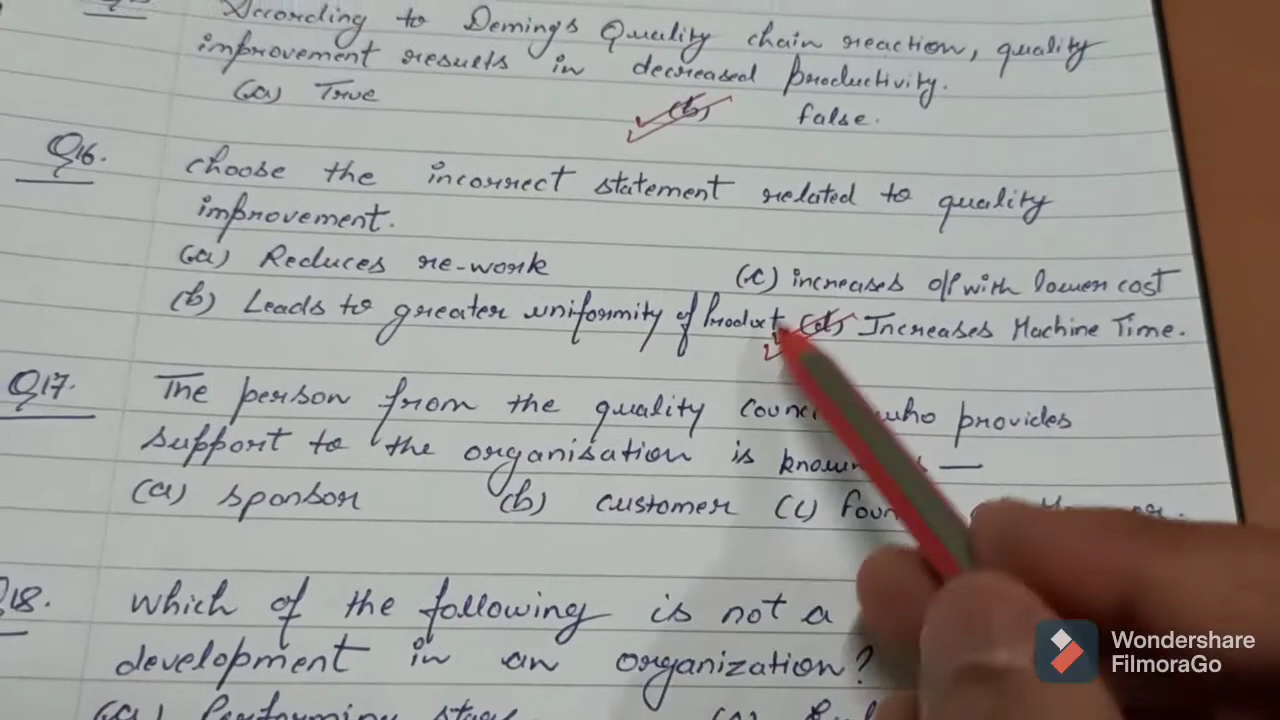 According to Demings Quality chain reaction, quality
improvement results in decreased productivity.
(a) True (b) false.
Q16. choose the incorrect statement related to quality
improvement.
(a) Reduces re-work (c) increases o/p with lower cost
(b) Leads to greater uniformity of Product (d) Increases Machine Time.
Q17. The person from the quality who provides
support to the organisation is known
(a) sponsor (b) customer (c)
Q18. which of the following is not a
development in an organization?
(a) Performing
Wondershare
FilmoraGo